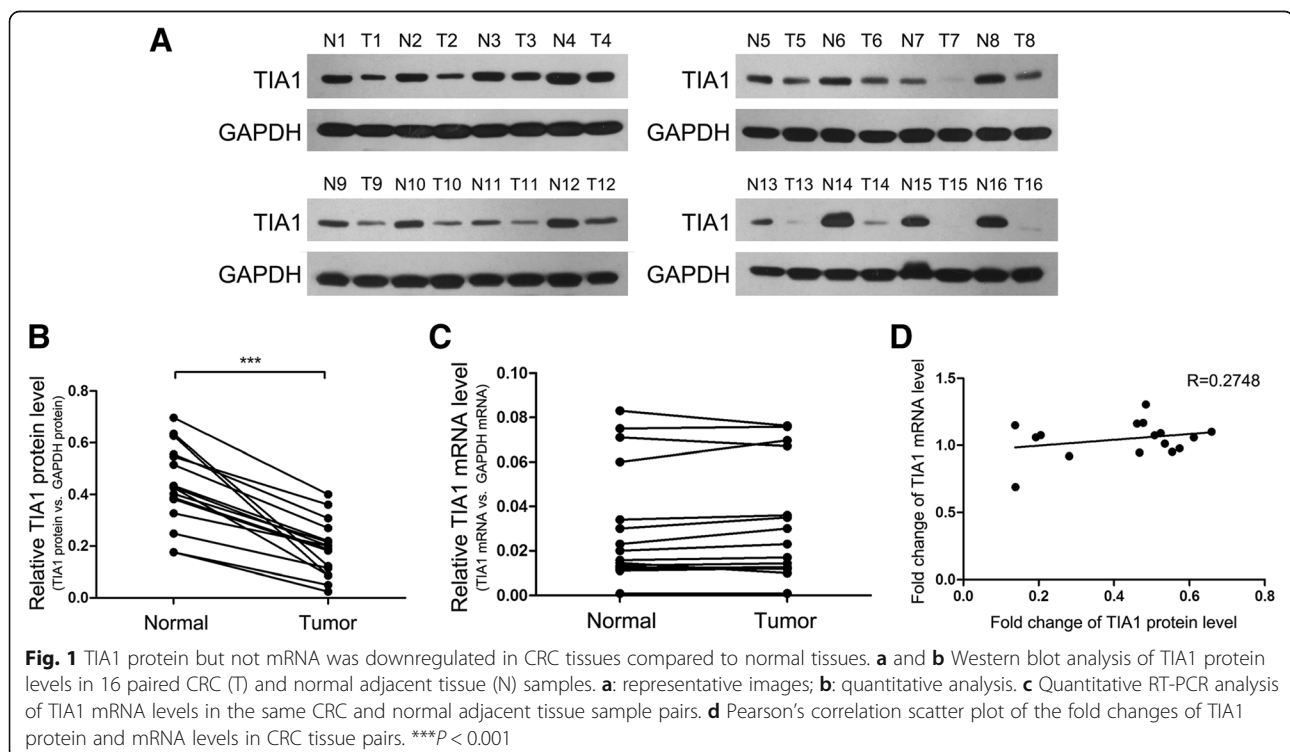 A
N1 T1 N2 T2 N3 T3 N4 T4
N5 T5 N6 T6 N7 T7 N8 T8
TIA1
TIA1
GAPDH
GAPDH
N9 T9 N10 T10 N11 T11 N12 T12
N13 T13 N14 T14 N15 T15 N16 T16
TIA1
TIA1
GAPDH
GAPDH
B
***
Relative TIA1 protein level
(TIA1 protein vs. GAPDH protein)
0.8
0.6
0.4
0.2
0.0
Normal Tumor
C
Relative TIA1 mRNA level
(TIA1 mRNA vs. GAPDH mRNA)
0.10
0.08
0.06
0.04
0.02
0.00
Normal Tumor
D
R=0.2748
Fold change of TIA1 mRNA level
1.5
1.0
0.5
0.0
0.0 0.2 0.4 0.6 0.8
Fold change of TIA1 protein level
Fig. 1 TIA1 protein but not mRNA was downregulated in CRC tissues compared to normal tissues. a and b Western blot analysis of TIA1 protein
levels in 16 paired CRC (T) and normal adjacent tissue (N) samples. a: representative images; b: quantitative analysis. c Quantitative RT-PCR analysis
of TIA1 mRNA levels in the same CRC and normal adjacent tissue sample pairs. d Pearson's correlation scatter plot of the fold changes of TIA1
protein and mRNA levels in CRC tissue pairs. ***P < 0.001